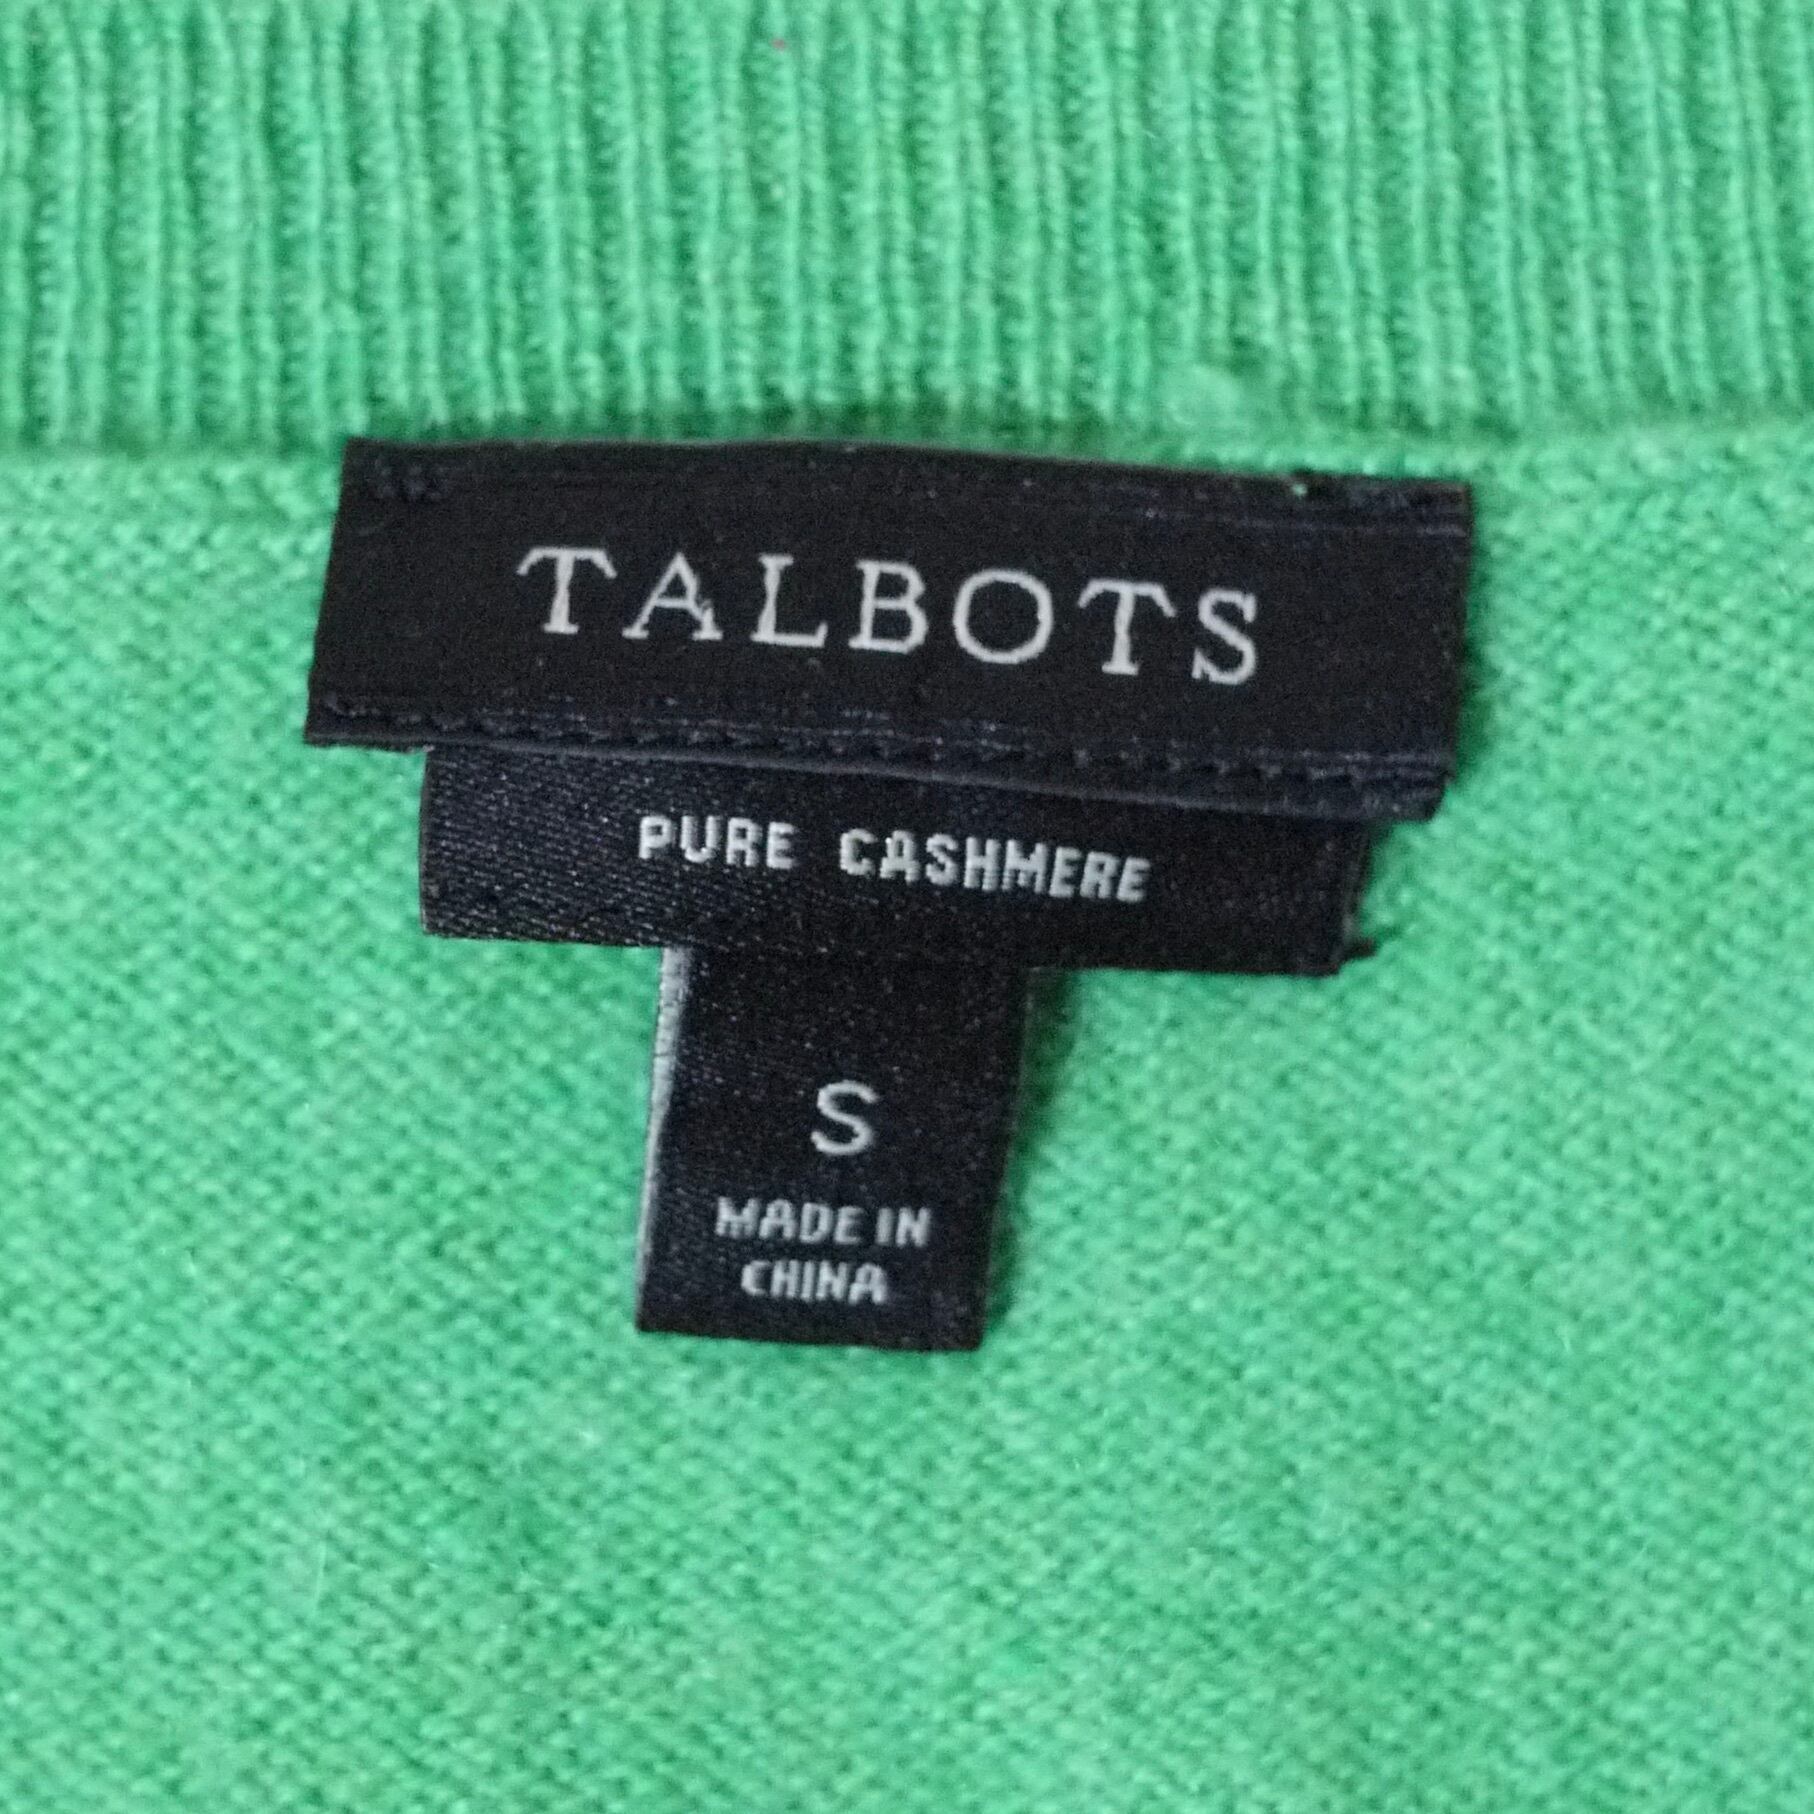 TALBOTS
PURE CASHMERE
S
MADE IN
CHINA